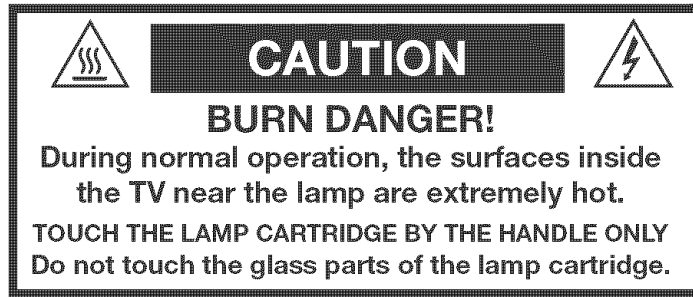 CAUTION
BURN DANGER!
During normal operation, the surfaces inside
the TV near the lamp are extremely hot.
TOUCH THE LAMP CARTRIDGE BY THE HANDLE ONLY
Do not touch the glass parts of the lamp cartridge.